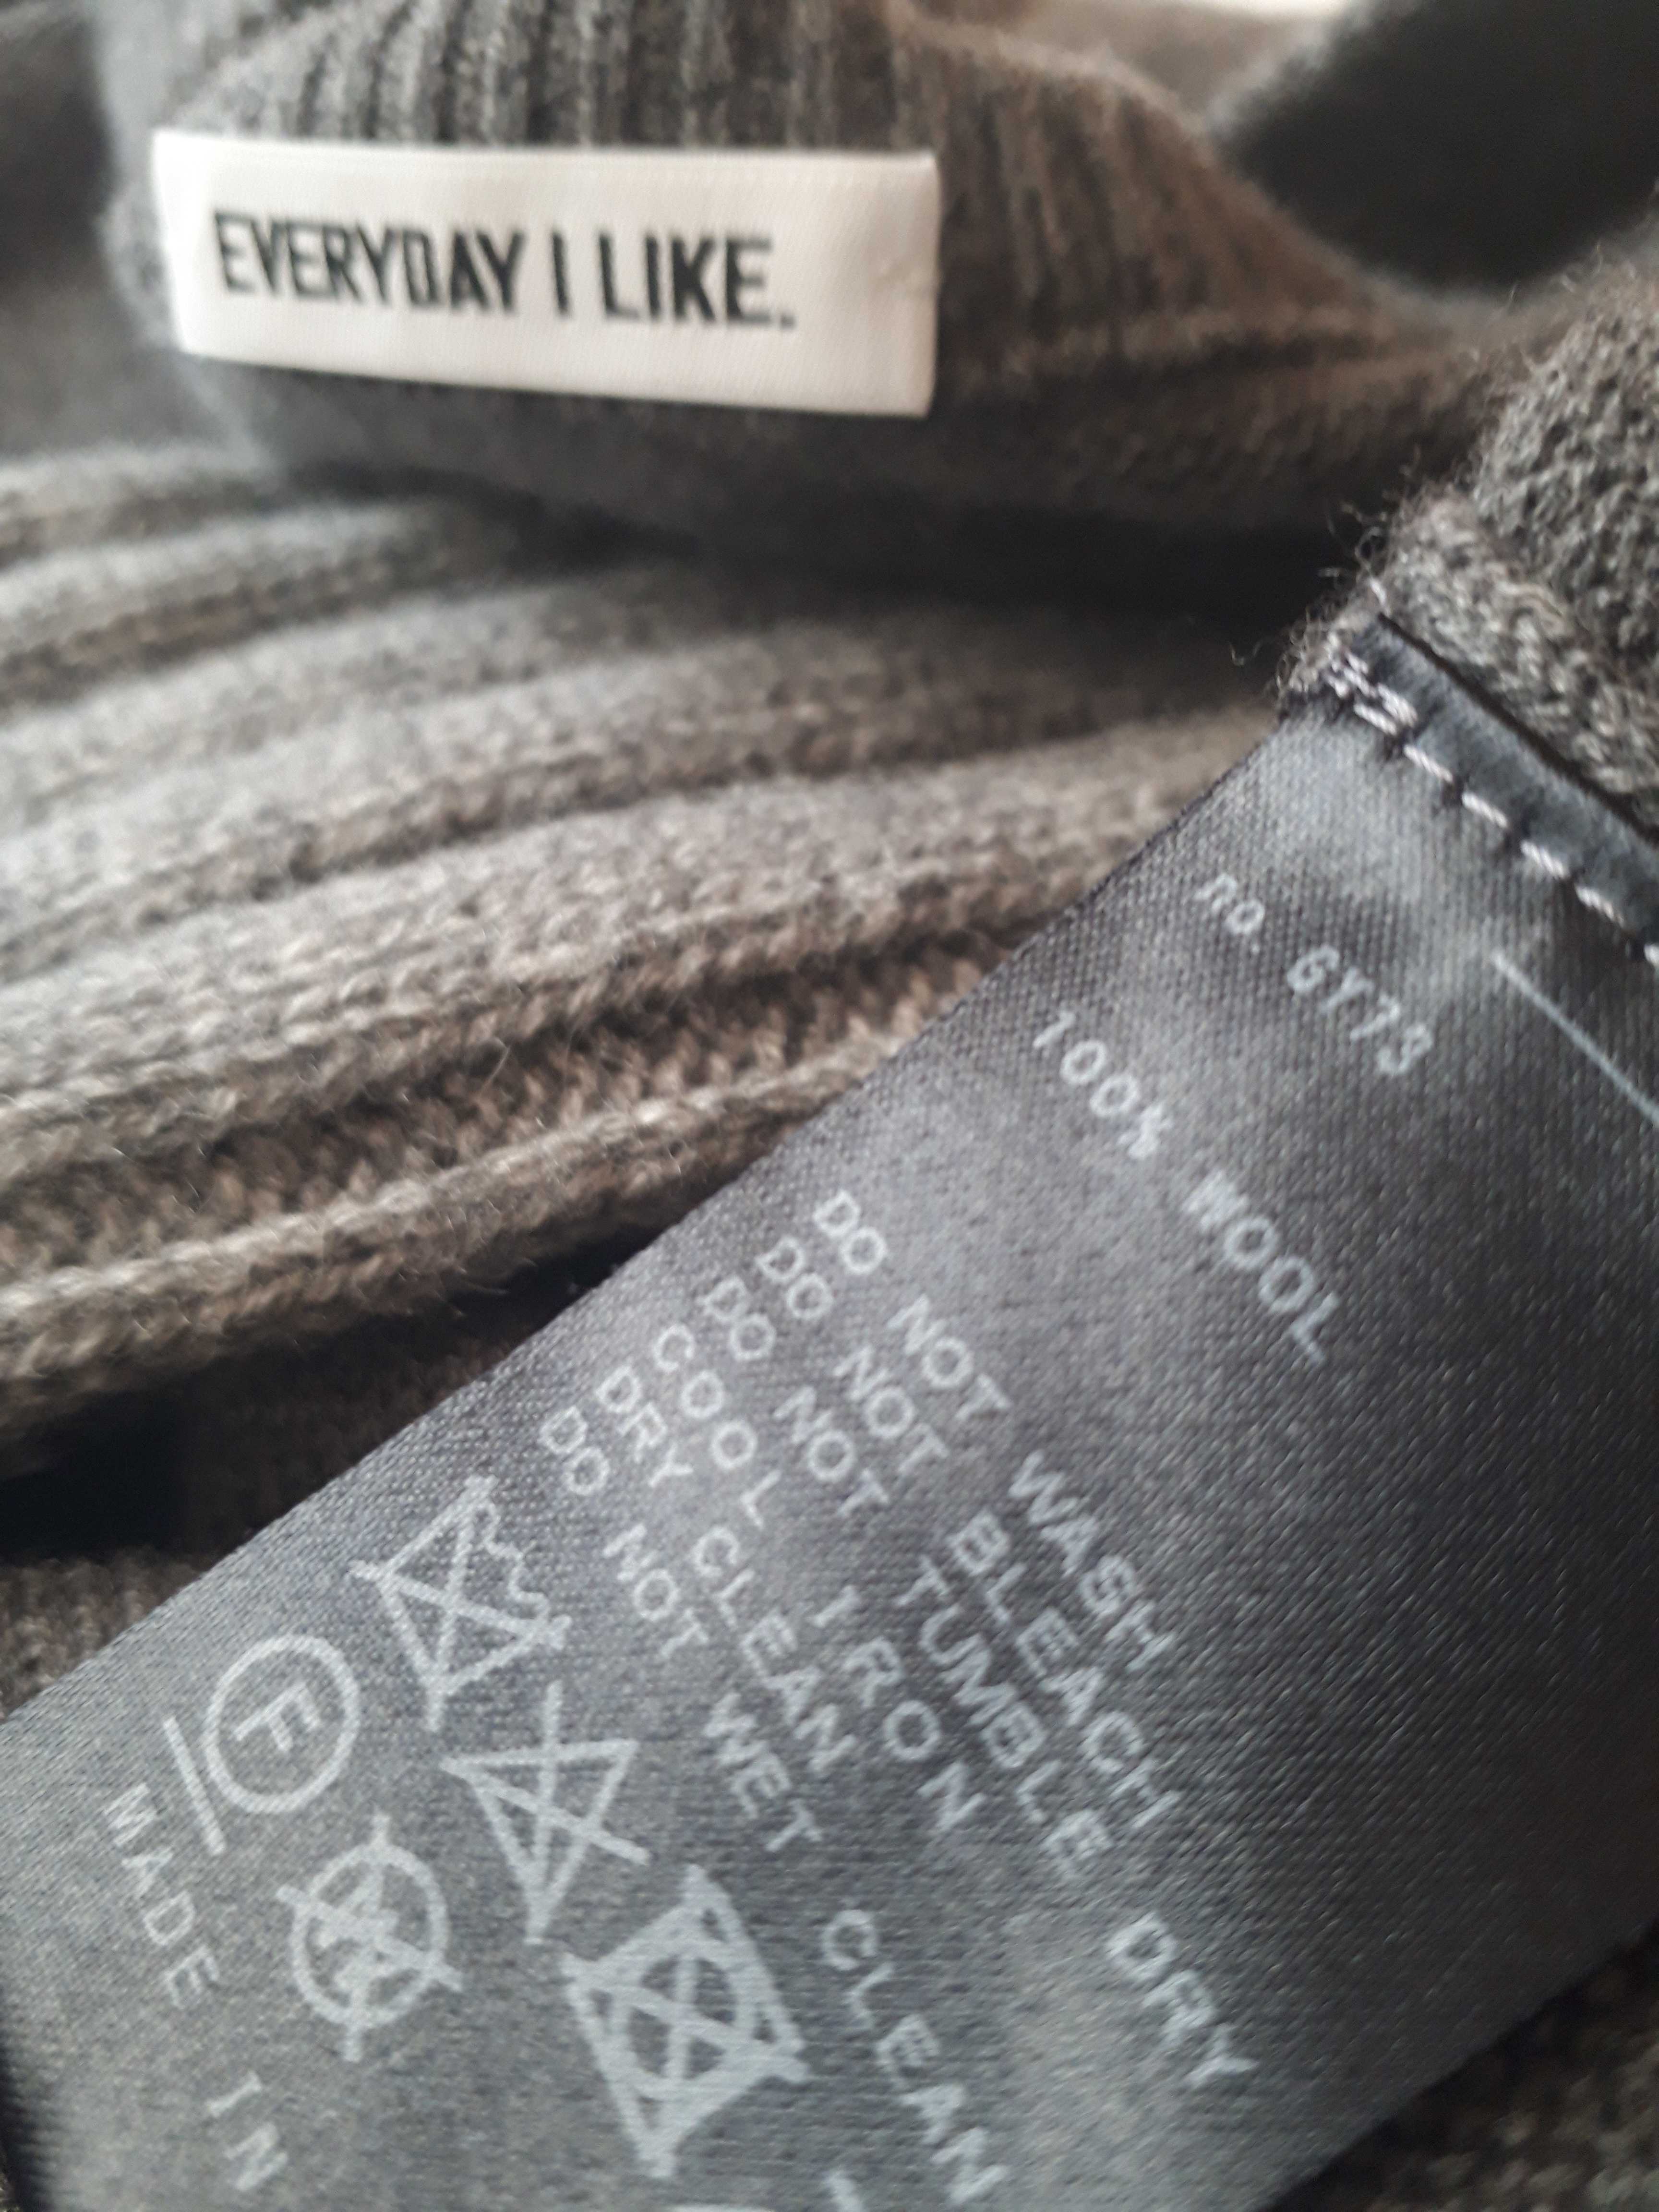 EVERYDAY I LIKE.
no. GY73
100% WOOL
DO NOT WASH
DO NOT BLEACH
DO NOT TUMBLE DRY
COOL IRON
DRY CLEAN
DO NOT WET CLEAN
F
MADE IN